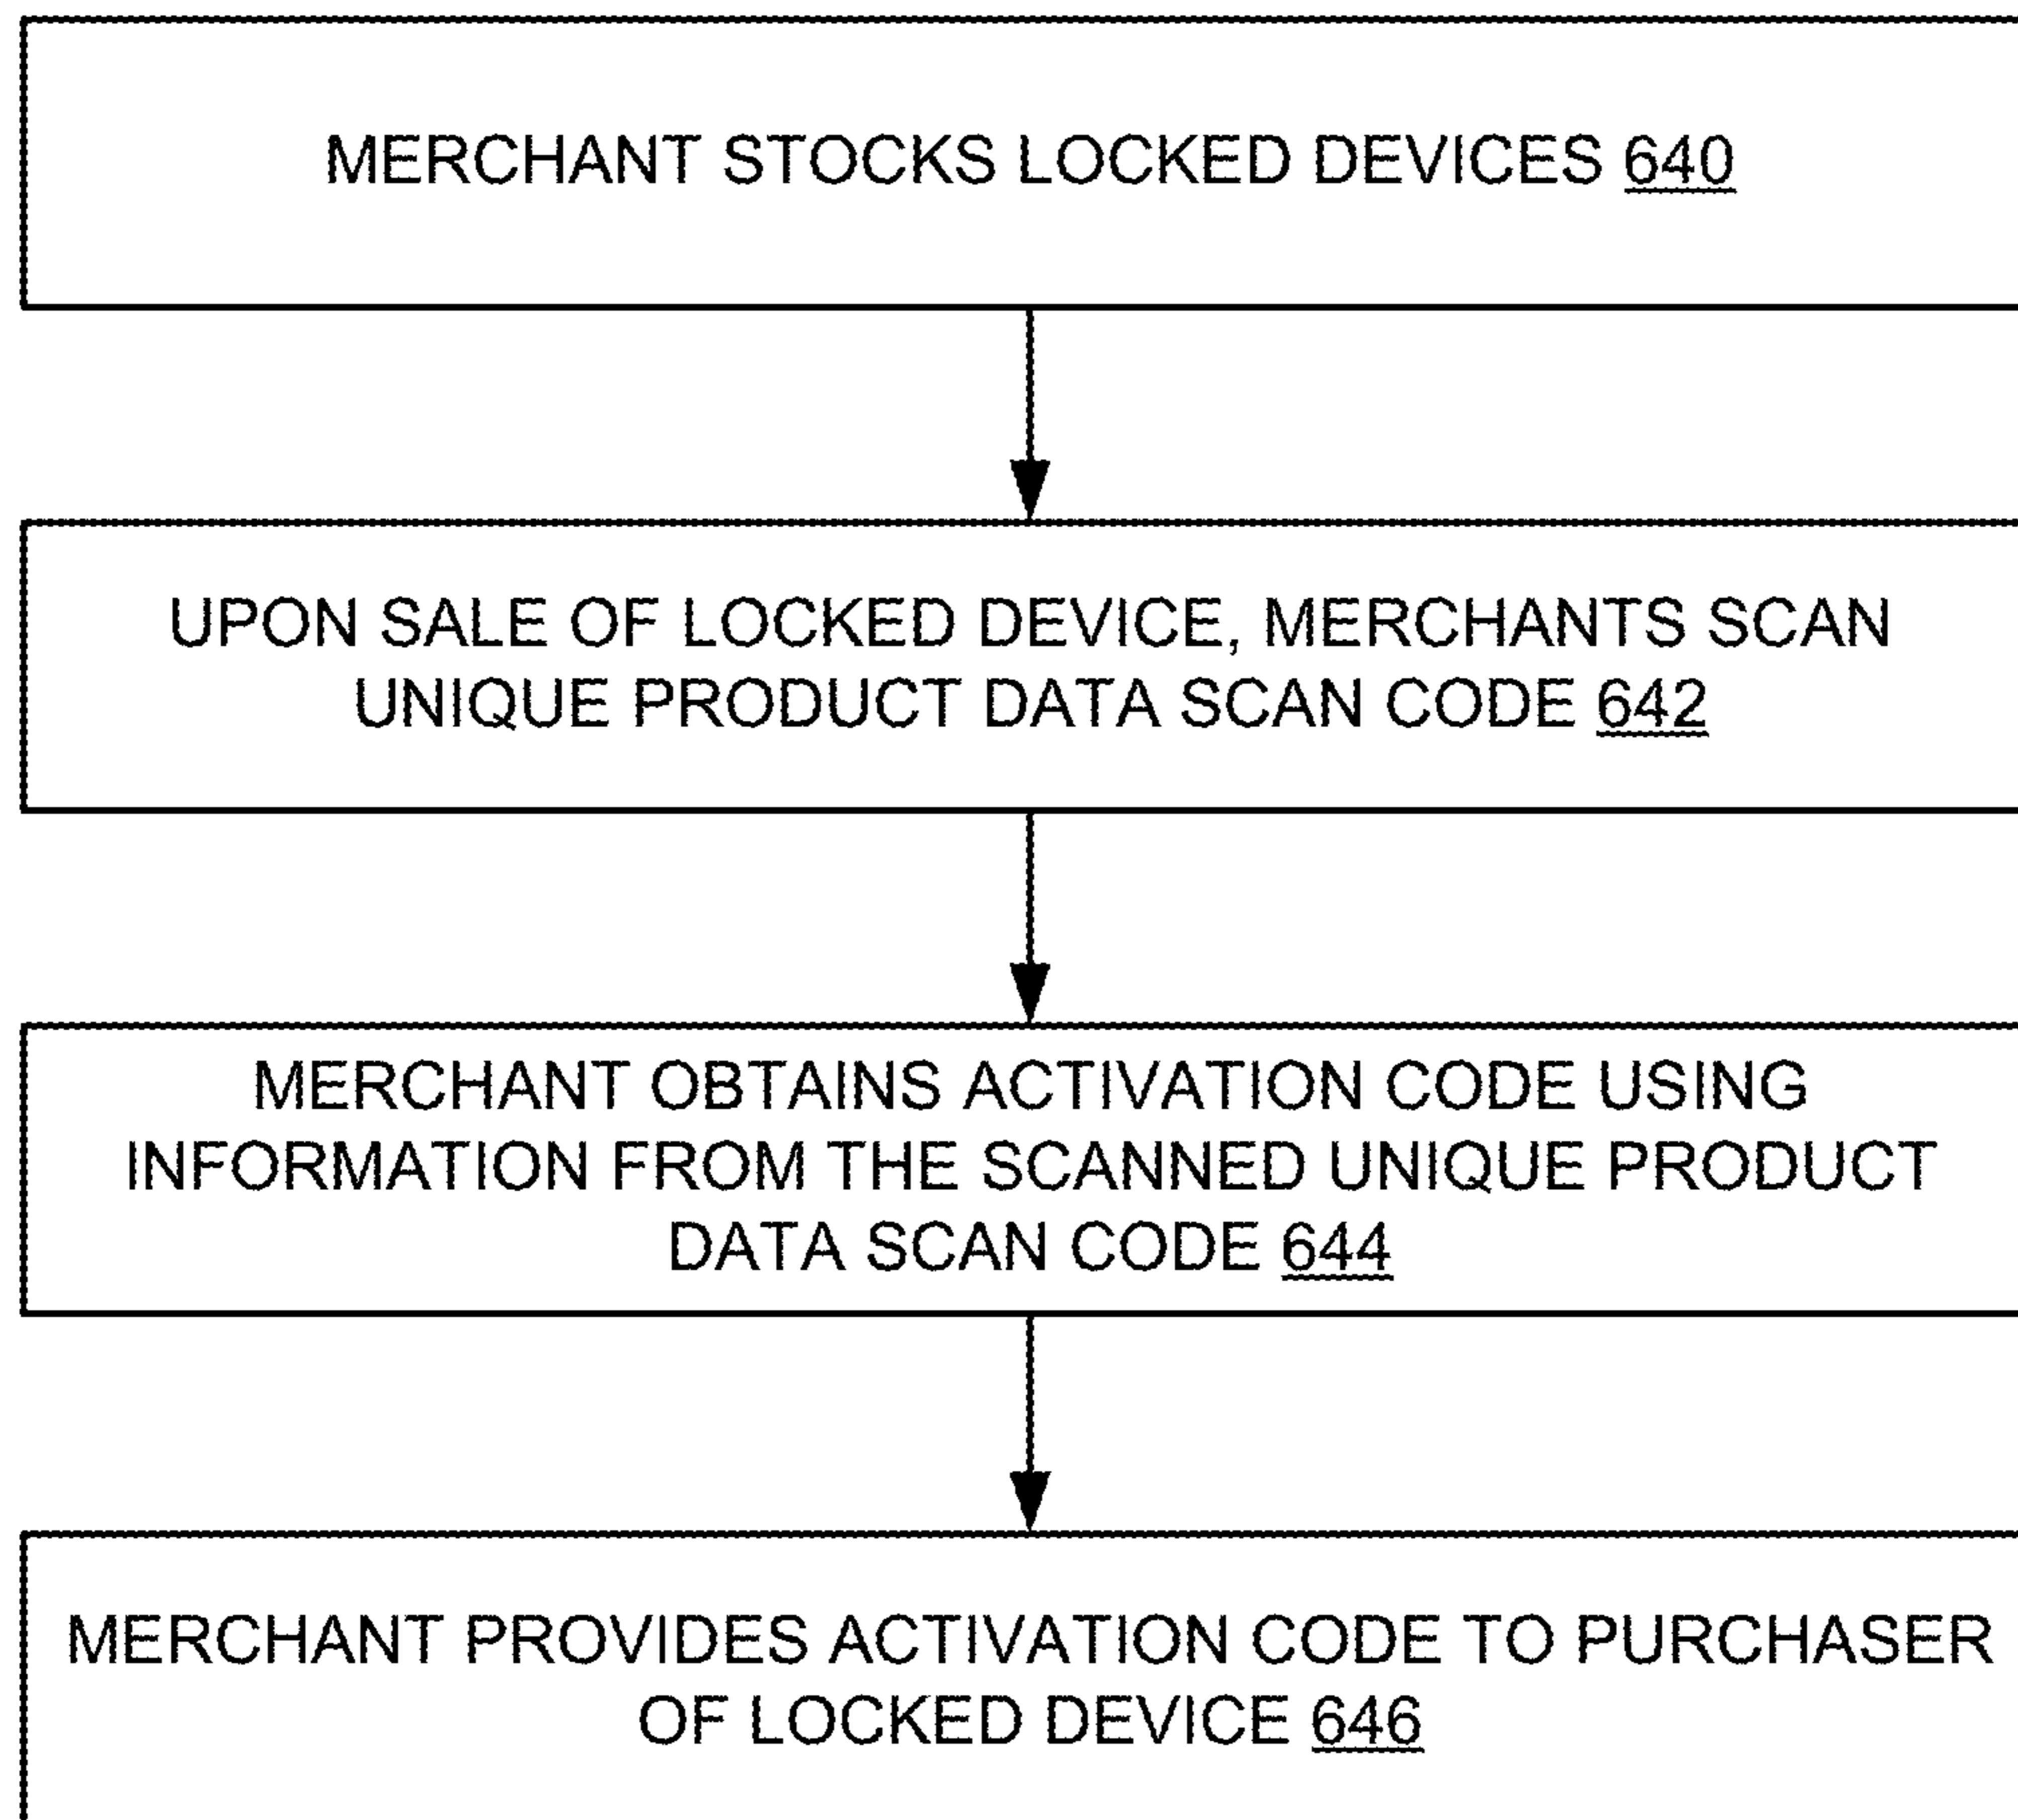 MERCHANT STOCKS LOCKED DEVICES 640
UPON SALE OF LOCKED DEVICE, MERCHANTS SCAN
UNIQUE PRODUCT DATA SCAN CODE 642
MERCHANT OBTAINS ACTIVATION CODE USING
INFORMATION FROM THE SCANNED UNIQUE PRODUCT
DATA SCAN CODE 644
MERCHANT PROVIDES ACTIVATION CODE TO PURCHASER
OF LOCKED DEVICE 646